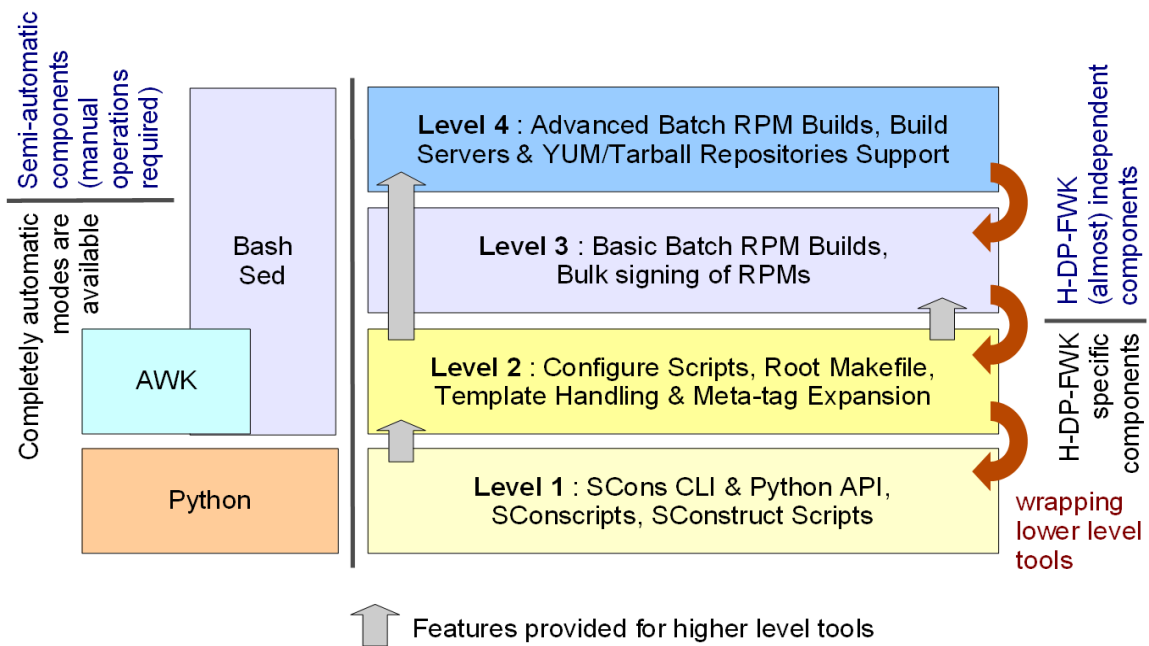 Semi-automatic
components
(manual
operations
required)
Completely automatic
modes are
available
Bash
Sed
AWK
Python
Level 4 : Advanced Batch RPM Builds, Build
Servers & YUM/Tarball Repositories Support
Level 3 : Basic Batch RPM Builds,
Bulk signing of RPMs
Level 2 : Configure Scripts, Root Makefile,
Template Handling & Meta-tag Expansion
Level 1 : SCons CLI & Python API,
SConscripts, SConstruct Scripts
H-DP-FWK
(almost) independent
components
H-DP-FWK
specific
components
wrapping
lower level
tools
Features provided for higher level tools